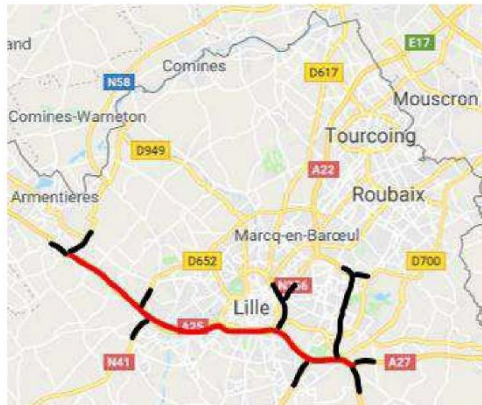 and
Comines
N58
D617
E17
Mouscron
Comines-Warneton
Tourcoing
D949
A22
Armentières
Roubaix
Marcq-en-Barœul
D652
D700
Lille
A25
N41
A27